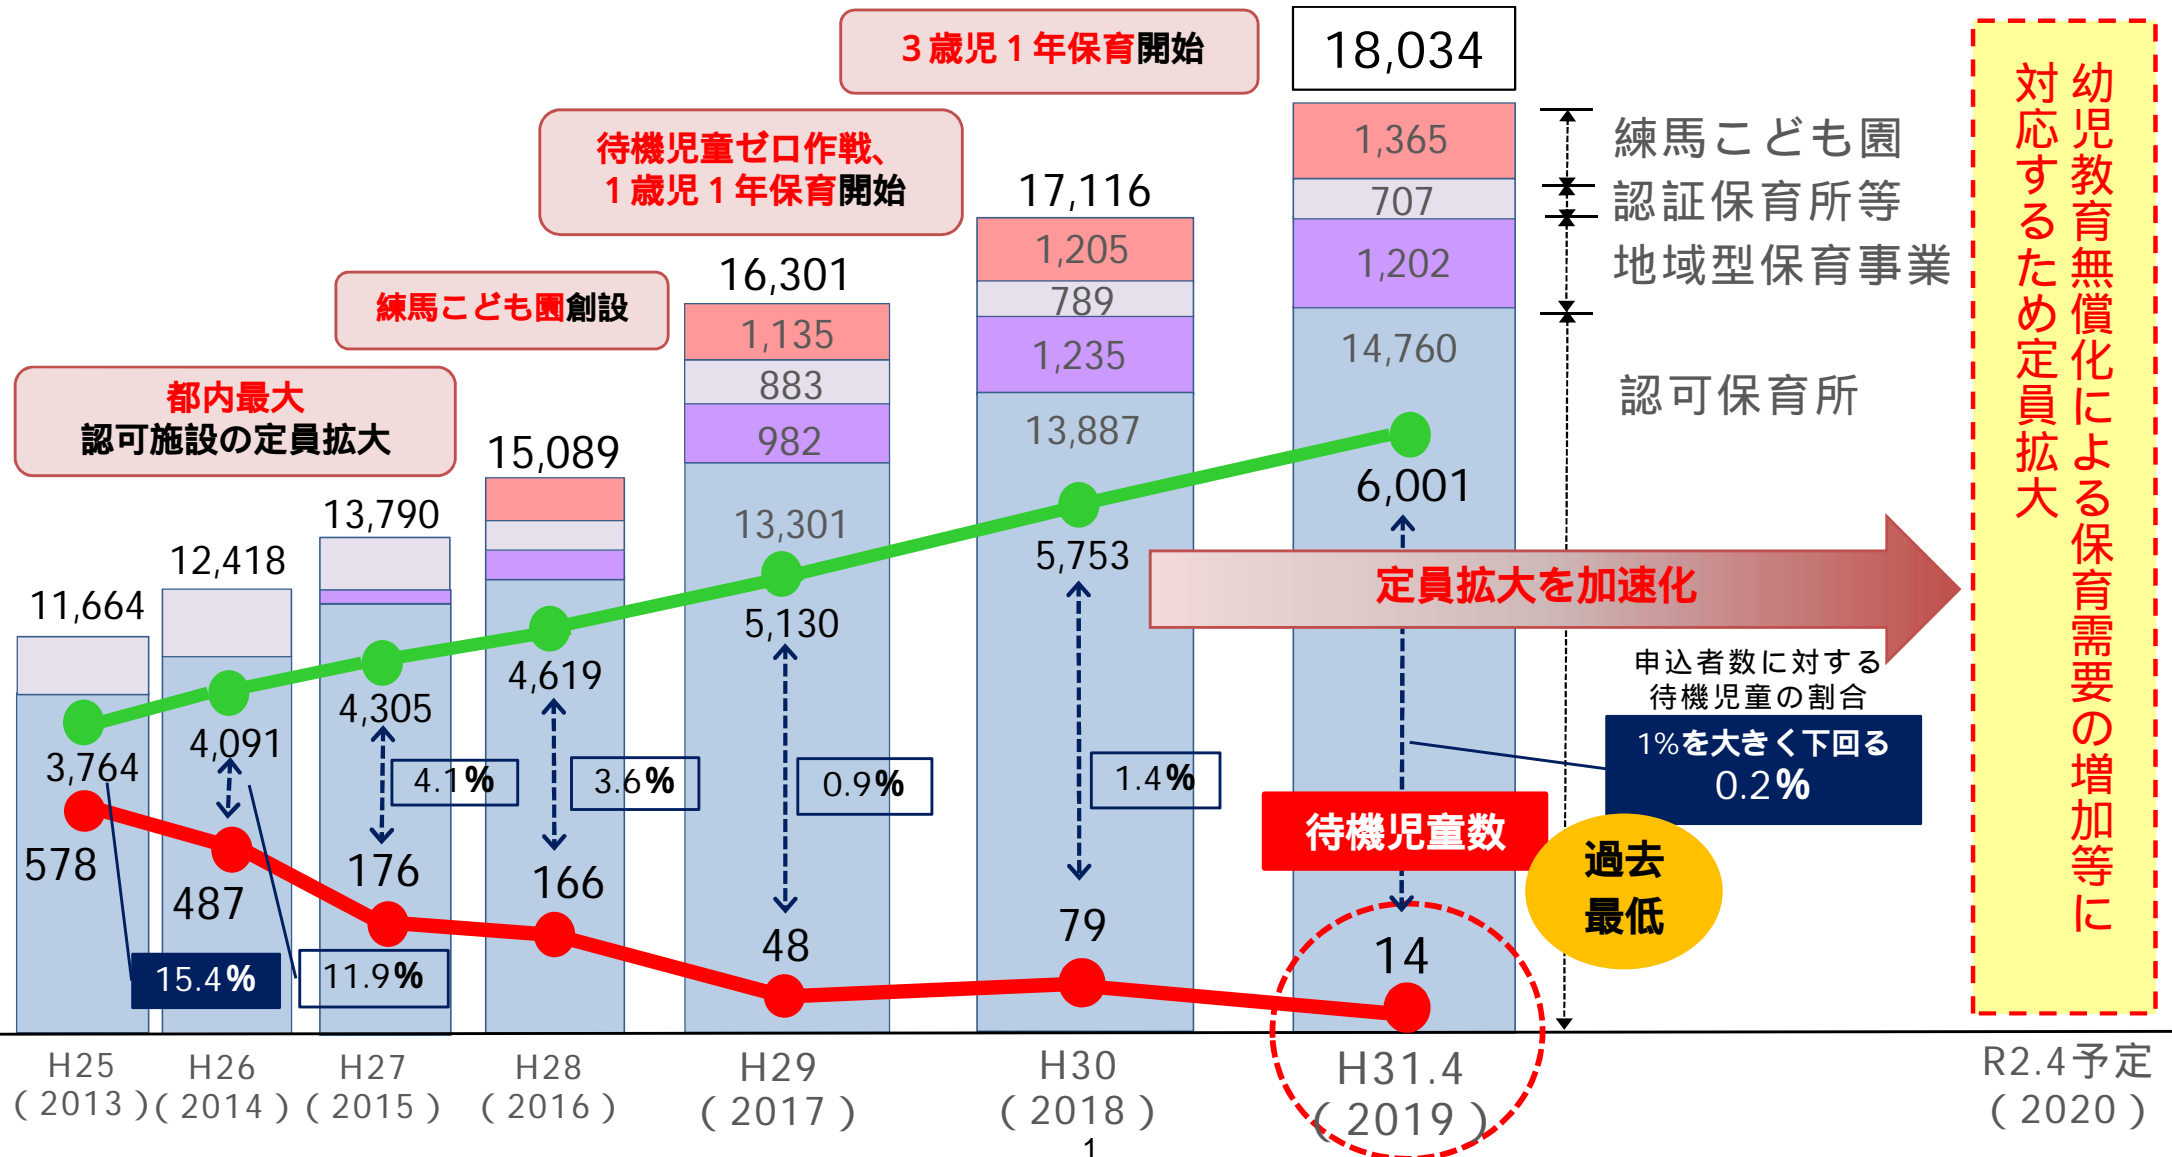 3歳児1年保育開始
18,034
待機児童ゼロ作戦、
1歳児1年保育開始
17,116
1,365
707
1,202
14,760
練馬こども園
認証保育所等
地域型保育事業
認可保育所
練馬こども園創設
16,301
1,135
883
982
13,301
1,205
789
1,235
13,887
都内最大
認可施設の定員拡大
15,089
13,790
12,418
11,664
3,764
4,091
4,305
4,619
5,130
5,753
6,001
定員拡大を加速化
申込者数に対する
待機児童の割合
1%を大きく下回る
0.2%
15.4%
11.9%
4.1%
3.6%
0.9%
1.4%
待機児童数
過去
最低
578
487
176
166
48
79
14
幼児教育無償化による保育需要の増加等に
対応するため定員拡大
H25
(2013)
H26
(2014)
H27
(2015)
H28
(2016)
H29
(2017)
H30
(2018)
H31.4
(2019)
R2.4予定
(2020)
1